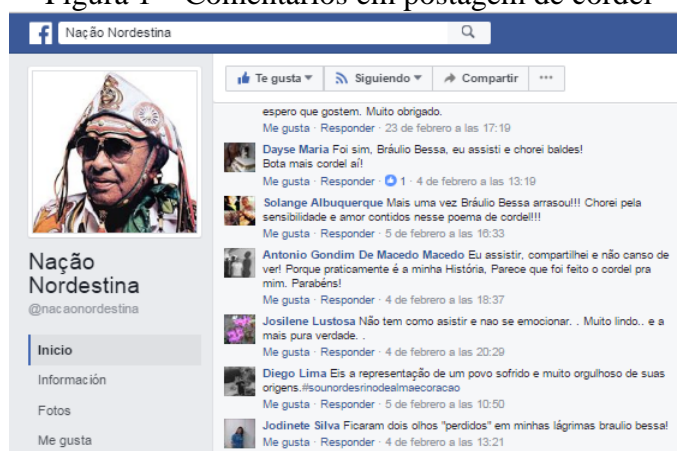 Figura 1 – Comentários em postagem de cordel
f Nação Nordestina
Te gusta Siguiendo Compartir ...
Nação
Nordestina
@nacaonordestina
Inicio
Información
Fotos
Me gusta
espero que gostem. Muito obrigado.
Me gusta · Responder · 23 de febrero a las 17:19
Dayse Maria Foi sim, Bráulio Bessa, eu assisti e chorei baldes!
Bota mais cordel aí!
Me gusta · Responder · 1 · 4 de febrero a las 13:19
Solange Albuquerque Mais uma vez Bráulio Bessa arrasou!!! Chorei pela
sensibilidade e amor contidos nesse poema de cordel!!!
Me gusta · Responder · 5 de febrero a las 16:33
Antonio Gondim De Macedo Macedo Eu assistir, compartilhei e não canso de
ver! Porque praticamente é a minha História, Parece que foi feito o cordel pra
mim. Parabéns!
Me gusta · Responder · 4 de febrero a las 18:37
Josilene Lustosa Não tem como asistir e nao se emocionar. . Muito lindo.. e a
mais pura verdade. .
Me gusta · Responder · 4 de febrero a las 20:29
Diego Lima Eis a representação de um povo sofrido e muito orgulhoso de suas
origens.#sounordesrinodealmaecoracao
Me gusta · Responder · 5 de febrero a las 10:50
Jodinete Silva Ficaram dois olhos "perdidos" em minhas lágrimas braulio bessa!
Me gusta · Responder · 4 de febrero a las 13:21